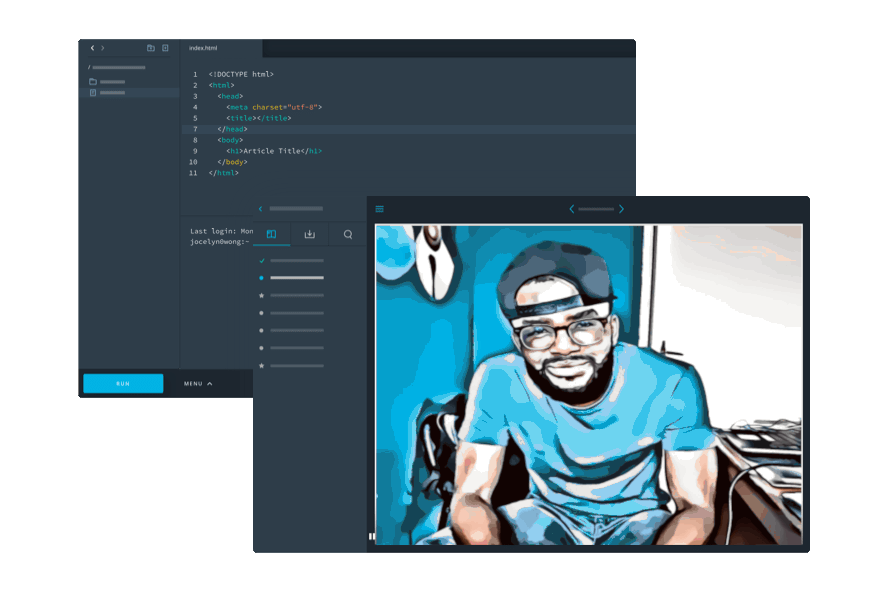 index.html
1 <!DOCTYPE html>
2 <html>
3 <head>
4 <meta charset="utf-8">
5 <title></title>
7 </head>
8 <body>
9 <h1>Article Title</h1>
10 </body>
11 </html>
Last login: Mon
jocelyn@wong:~
RUN
MENU